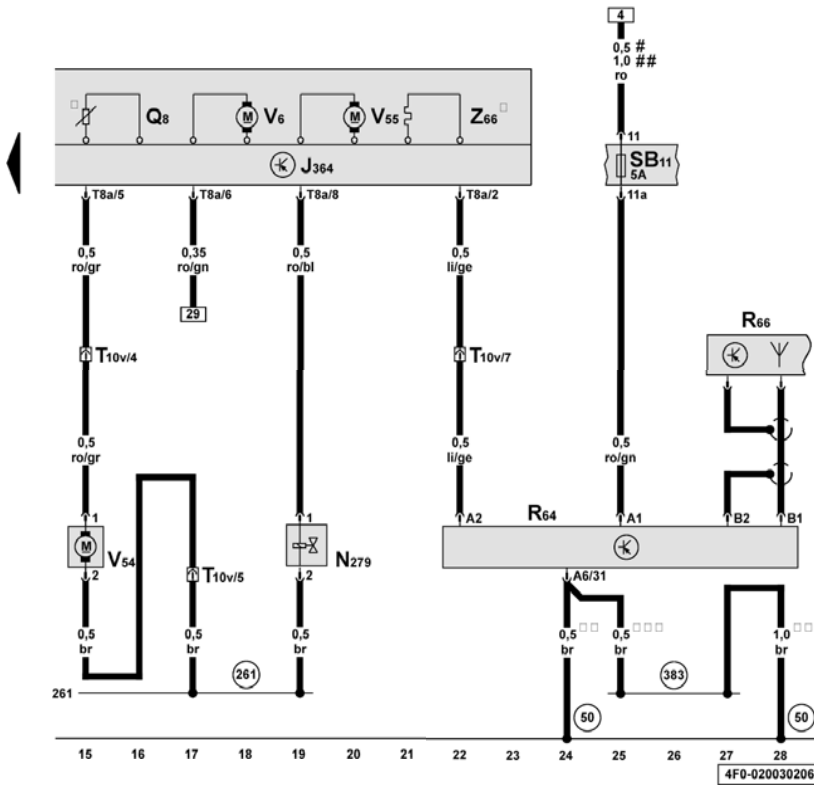 4
0,5 #
1,0 ##
ro
Q8 V6 V55 Z66
J364
11
SB11
5A
11a
T8a/5 T8a/6 T8a/8 T8a/2
0,5 0,35 0,5 0,5
ro/gr ro/gn ro/bl li/ge
29
R66
T10v/4 T10v/7
0,5 0,5 0,5
ro/gr li/ge ro/gn
R64
1 1 A2 A1 B2 B1
M V54 N279
2 2
T10v/5
A6/31
0,5 0,5 0,5 0,5 0,5 1,0
br br br br br br
261 261 383
50 50
15 16 17 18 19 20 21 22 23 24 25 26 27 28
4F0-020030206
M M